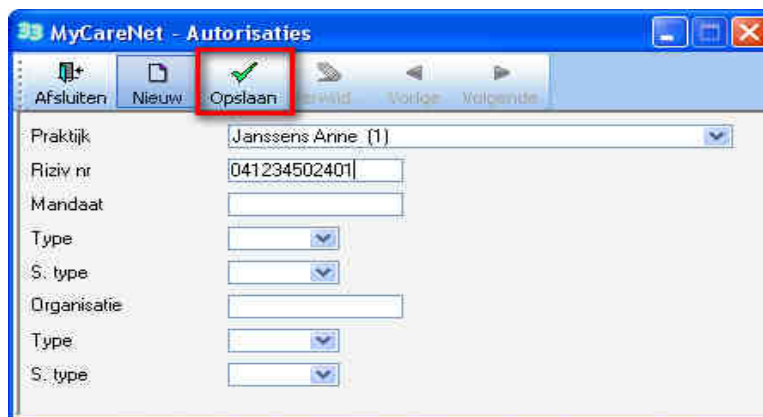 MyCareNet - Autorisaties
Afsluiten Nieuw Opslaan Vorige Volgende
Praktijk Janssens Anne (1)
Riziv nr 041234502401
Mandaat
Type
S. type
Organisatie
Type
S. type